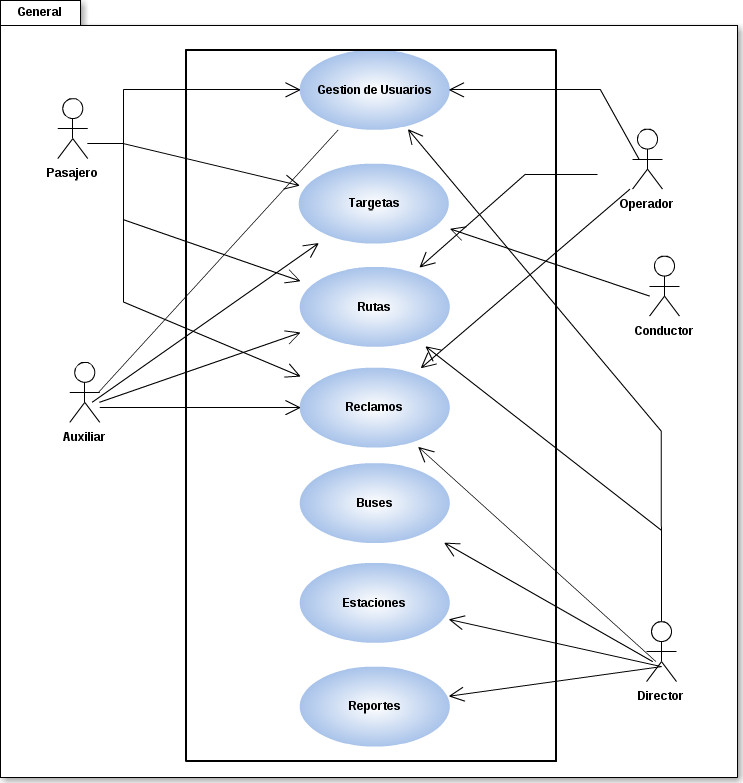 General
Gestion de Usuarios
Pasajero
Targetas
Operador
Rutas
Conductor
Reclamos
Auxiliar
Buses
Estaciones
Director
Reportes